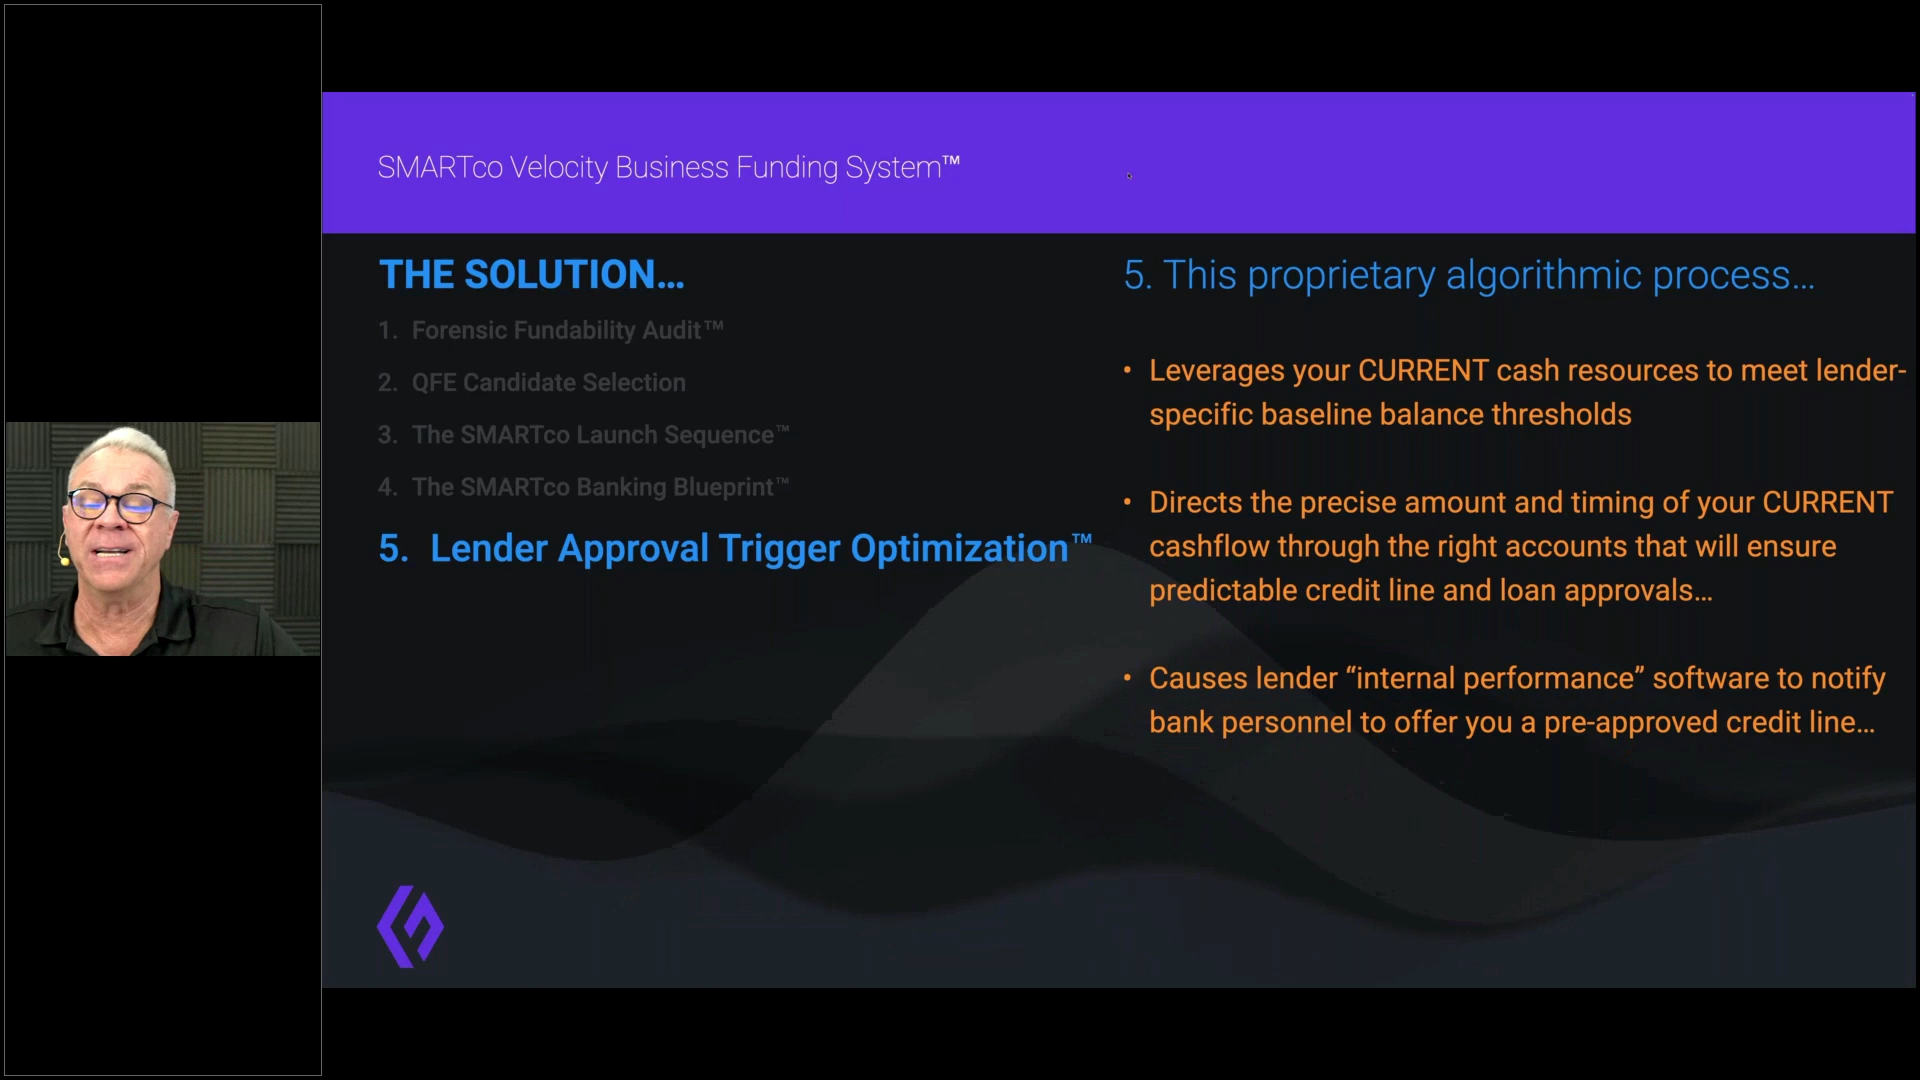 SMARTco Velocity Business Funding System™
THE SOLUTION…
1. Forensic Fundability Audit™
2. QFE Candidate Selection
3. The SMARTco Launch Sequence™
4. The SMARTco Banking Blueprint™
5. Lender Approval Trigger Optimization™
5. This proprietary algorithmic process…
• Leverages your CURRENT cash resources to meet lender-
specific baseline balance thresholds
• Directs the precise amount and timing of your CURRENT
cashflow through the right accounts that will ensure
predictable credit line and loan approvals…
• Causes lender “internal performance” software to notify
bank personnel to offer you a pre-approved credit line…